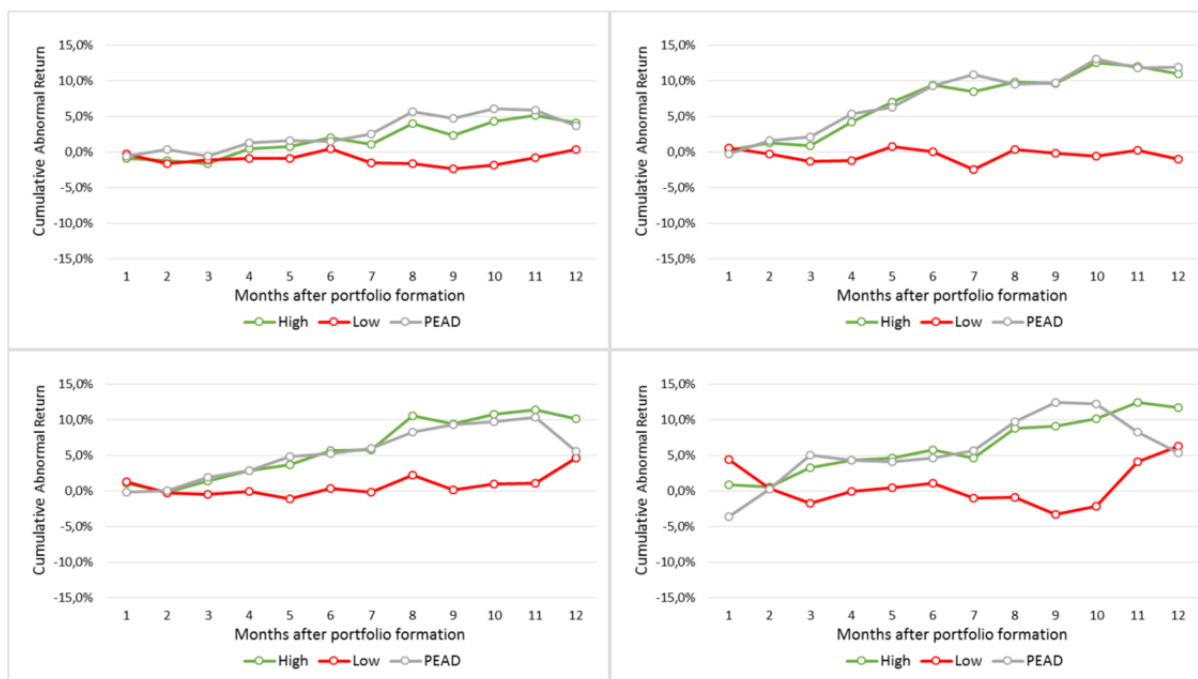 Cumulative Abnormal Return
15,0%
10,0%
5,0%
0,0%
-5,0%
-10,0%
-15,0%
1 2 3 4 5 6 7 8 9 10 11 12
Months after portfolio formation
High Low PEAD
Cumulative Abnormal Return
15,0%
10,0%
5,0%
0,0%
-5,0%
-10,0%
-15,0%
1 2 3 4 5 6 7 8 9 10 11 12
Months after portfolio formation
High Low PEAD
Cumulative Abnormal Return
15,0%
10,0%
5,0%
0,0%
-5,0%
-10,0%
-15,0%
1 2 3 4 5 6 7 8 9 10 11 12
Months after portfolio formation
High Low PEAD
Cumulative Abnormal Return
15,0%
10,0%
5,0%
0,0%
-5,0%
-10,0%
-15,0%
1 2 3 4 5 6 7 8 9 10 11 12
Months after portfolio formation
High Low PEAD